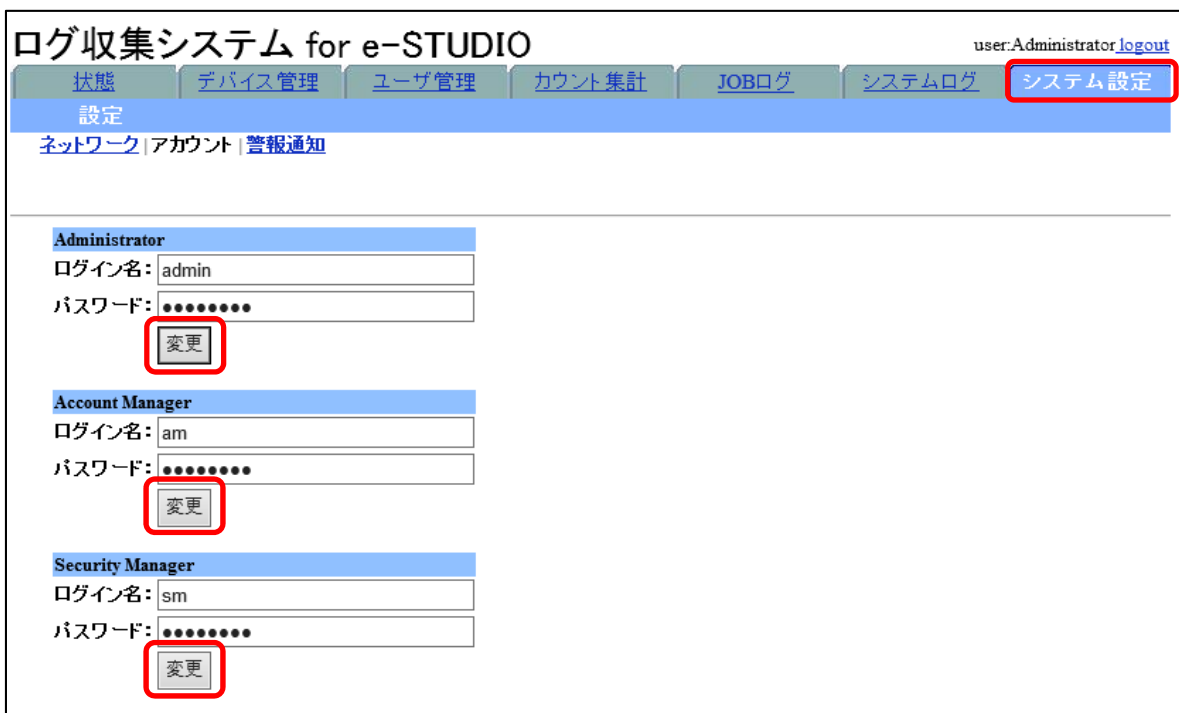 ログ収集システム for e-STUDIO
user:Administrator logout
状態 デバイス管理 ユーザ管理 カウント集計 JOBログ システムログ システム設定
設定
ネットワーク | アカウント | 警報通知
Administrator
ログイン名: admin
パスワード: ●●●●●●●●
変更
Account Manager
ログイン名: am
パスワード: ●●●●●●●●
変更
Security Manager
ログイン名: sm
パスワード: ●●●●●●●●
変更